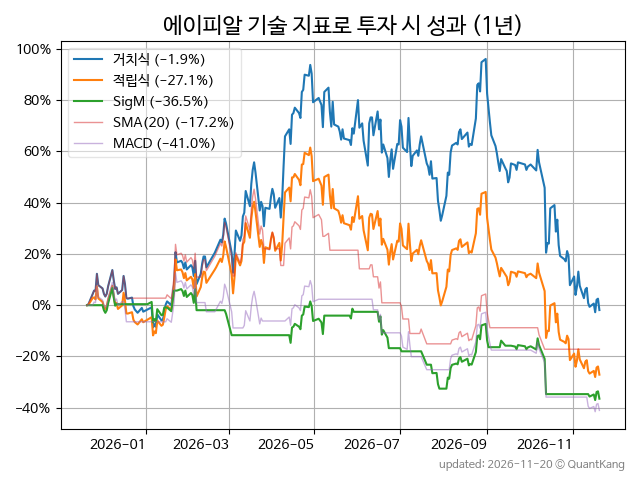 에이피알 기술 지표로 투자 시 성과 (1년)
100%
80%
60%
40%
20%
0%
−20%
−40%
거치식 (−1.9%)
적립식 (−27.1%)
SigM (−36.5%)
SMA(20) (−17.2%)
MACD (−41.0%)
2026-01 2026-03 2026-05 2026-07 2026-09 2026-11
updated: 2026-11-20 © QuantKang